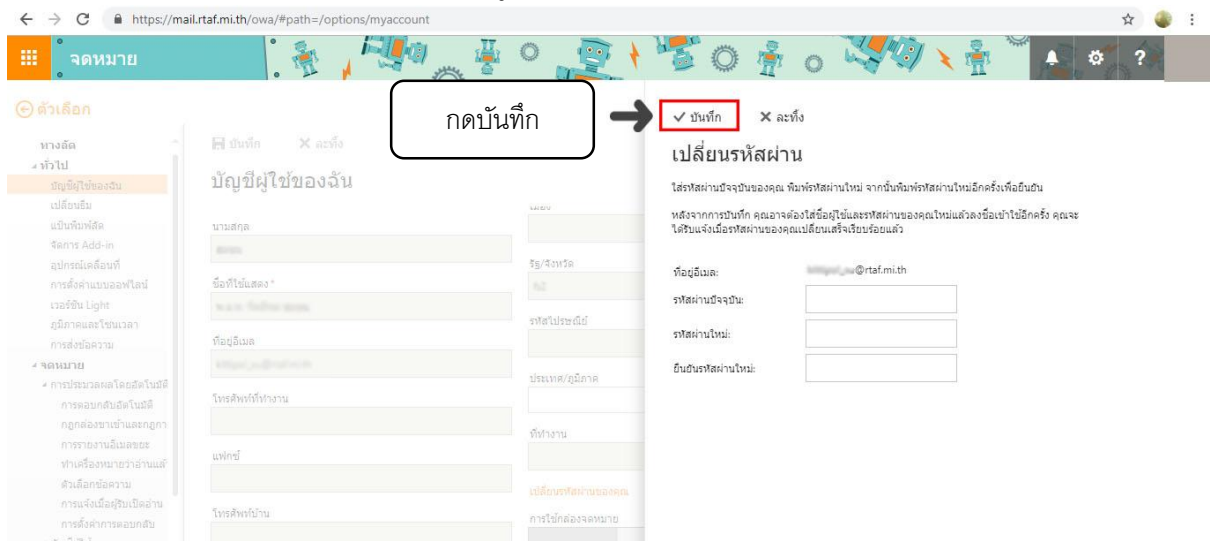 https://mail.rtaf.mi.th/owa/#path=/options/myaccount
จดหมาย
?
ตัวเลือก
ทางลัด
ทั่วไป
บัญชีผู้ใช้ของฉัน
เปลี่ยนธีม
แป้นพิมพ์ลัด
จัดการ Add-in
อุปกรณ์เคลื่อนที่
การตั้งค่าแบบออฟไลน์
เวอร์ชัน Light
ภูมิภาคและโซนเวลา
การส่งข้อความ
จดหมาย
การประมวลผลโดยอัตโนมัติ
การตอบกลับอัตโนมัติ
กฎกล่องขาเข้าและกฎกา
การรายงานอีเมลขยะ
ทำเครื่องหมายว่าอ่านแล้
ตัวเลือกข้อความ
การแจ้งเมื่อผู้รับเปิดอ่าน
การตั้งค่าการตอบกลับ
บันทึก ละทิ้ง
บัญชีผู้ใช้ของฉัน
นามสกุล
ชื่อที่ใช้แสดง *
ที่อยู่อีเมล
โทรศัพท์ที่ทำงาน
แฟกซ์
โทรศัพท์บ้าน
รัฐ/จังหวัด
รหัสไปรษณีย์
ประเทศ/ภูมิภาค
ที่ทำงาน
เปลี่ยนรหัสผ่านของคุณ
การใช้กล่องจดหมาย
กดบันทึก
บันทึก ละทิ้ง
เปลี่ยนรหัสผ่าน
ใส่รหัสผ่านปัจจุบันของคุณ พิมพ์รหัสผ่านใหม่ จากนั้นพิมพ์รหัสผ่านใหม่อีกครั้งเพื่อยืนยัน
หลังจากการบันทึก คุณอาจต้องใส่ชื่อผู้ใช้และรหัสผ่านของคุณใหม่แล้วลงชื่อเข้าใช้อีกครั้ง คุณจะ
ได้รับแจ้งเมื่อรหัสผ่านของคุณเปลี่ยนเสร็จเรียบร้อยแล้ว
ที่อยู่อีเมล: @rtaf.mi.th
รหัสผ่านปัจจุบัน:
รหัสผ่านใหม่:
ยืนยันรหัสผ่านใหม่: